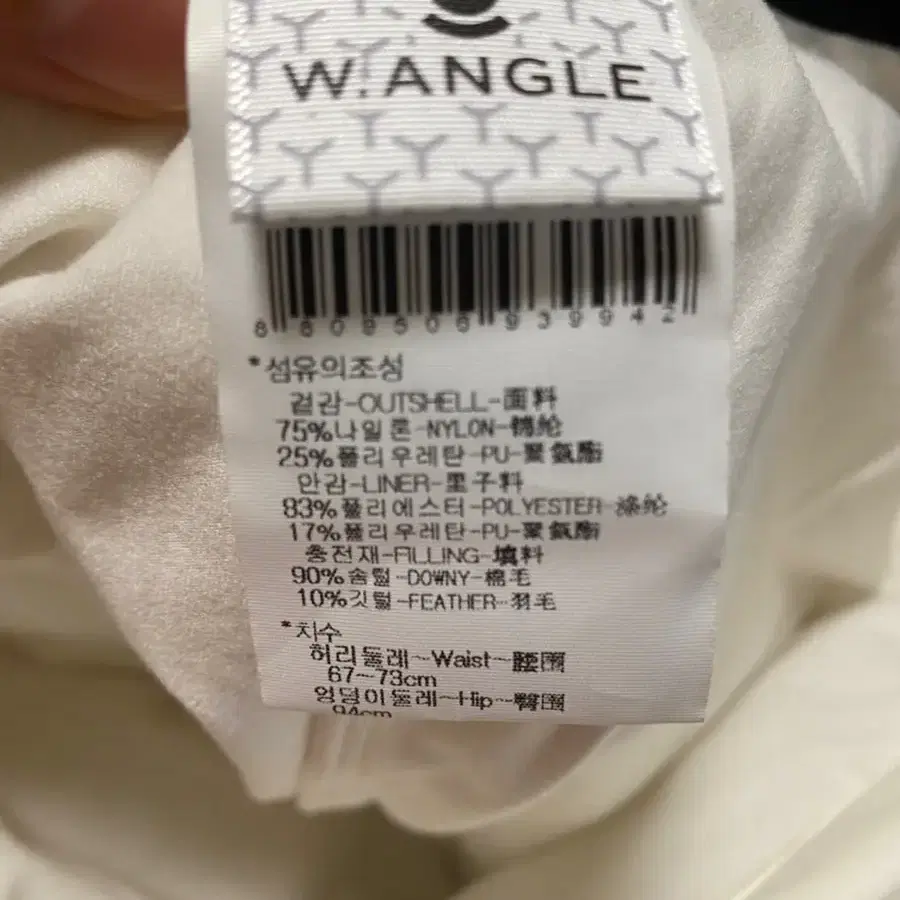 W.ANGLE
8 809506 939942
*섬유의조성
겉감-OUTSHELL-面料
75%나일론-NYLON-锦纶
25%폴리우레탄-PU-聚氨酯
안감-LINER-里子料
83%폴리에스터-POLYESTER-涤纶
17%폴리우레탄-PU-聚氨酯
충전재-FILLING-填料
90%솜털-DOWNY-棉毛
10%깃털-FEATHER-羽毛
*치수
허리둘레~Waist~腰围
67~73cm
엉덩이둘레~Hip~臀围
94cm